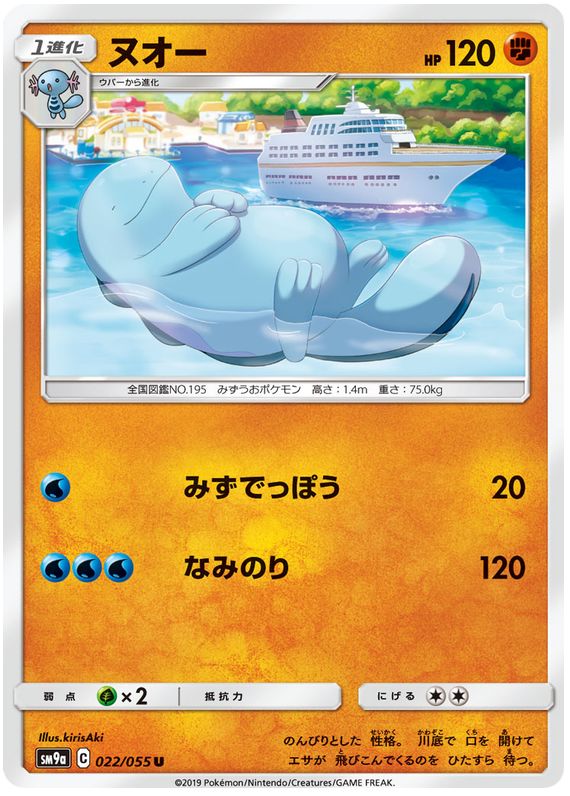 1進化
ヌオー
HP 120
ウパーから進化
全国図鑑NO.195 みずうおポケモン 高さ：1.4m 重さ：75.0kg
みずでっぽう 20
なみのり 120
弱点 ×2 抵抗力 にげる
Illus.kirisAki
SM9a C 022/055 U
のんびりとした 性格。川底で 口を 開けて
エサが 飛びこんでくるのを ひたすら 待つ。
©2019 Pokémon/Nintendo/Creatures/GAME FREAK.